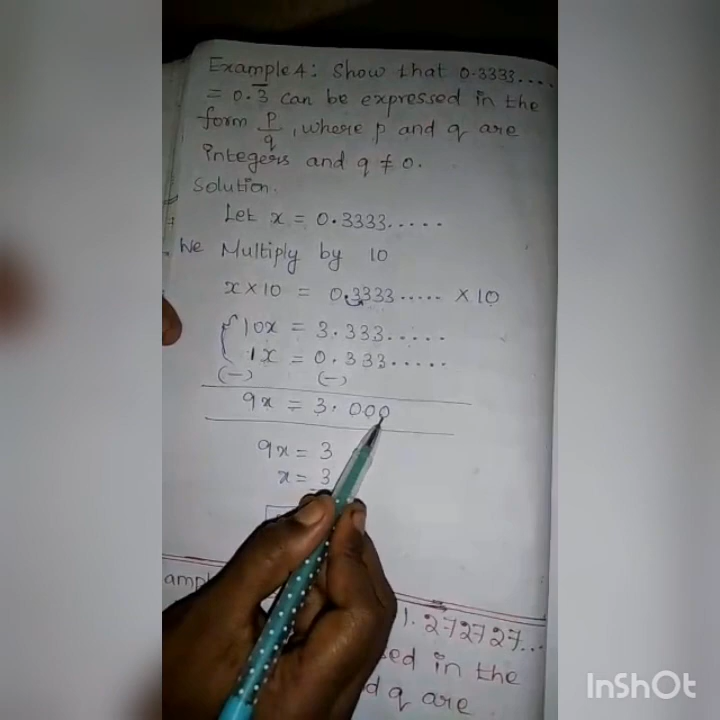 Example 4: Show that 0.3333....
= 0.3̅ can be expressed in the
form p/q, where p and q are
integers and q ≠ 0.
Solution.
Let x = 0.3333.....
We Multiply by 10
x × 10 = 0.3333..... × 10
10x = 3.333.....
1x = 0.333.....
(-) (-)
9x = 3.000
9x = 3
x = 3
ampl
1.272727...
sed in the
d q are
InShOt